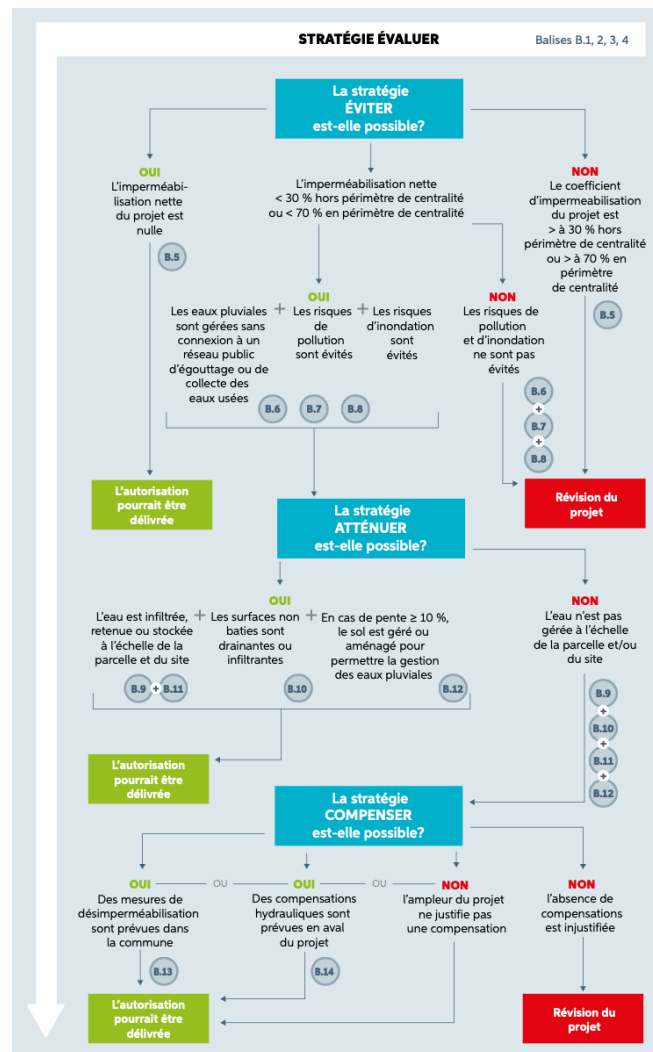 STRATÉGIE ÉVALUER
Balises B.1, 2, 3, 4
La stratégie
ÉVITER
est-elle possible?
OUI
L'imperméabi-
lisation nette
du projet est
nulle
B.5
L'imperméabilisation nette
< 30 % hors périmètre de centralité
ou < 70 % en périmètre de centralité
NON
Le coefficient
d'impermeabilisation
du projet est
> à 30 % hors
périmètre de centralité
ou > à 70 % en
périmètre
de centralité
B.5
OUI
Les eaux pluviales
sont gérées sans
connexion à un
réseau public
d'égouttage ou de
collecte des
eaux usées
B.6
+
Les risques
de
pollution
sont évités
B.7
+
Les risques
d'inondation
sont
évités
B.8
NON
Les risques de
pollution
et d'inondation
ne sont pas
évités
B.6
+
B.7
+
B.8
L'autorisation
pourrait être
délivrée
Révision du
projet
La stratégie
ATTÉNUER
est-elle possible?
OUI
L'eau est infiltrée,
retenue ou stockée
à l'échelle de la
parcelle et du site
B.9 + B.11
+
Les surfaces non
baties sont
drainantes ou
infiltrantes
B.10
+
En cas de pente ≥ 10 %,
le sol est géré ou
aménagé pour
permettre la gestion
des eaux pluviales
B.12
NON
L'eau n'est pas
gérée à l'échelle
de la parcelle et/ou
du site
B.9
+
B.10
+
B.11
+
B.12
L'autorisation
pourrait être
délivrée
La stratégie
COMPENSER
est-elle possible?
OUI
Des mesures de
désimperméabilisation
sont prévues dans
la commune
B.13
OU
OUI
Des compensations
hydrauliques sont
prévues en aval
du projet
B.14
OU
NON
l'ampleur du projet
ne justifie pas
une compensation
NON
l'absence de
compensations
est injustifiée
L'autorisation
pourrait être
délivrée
Révision du
projet